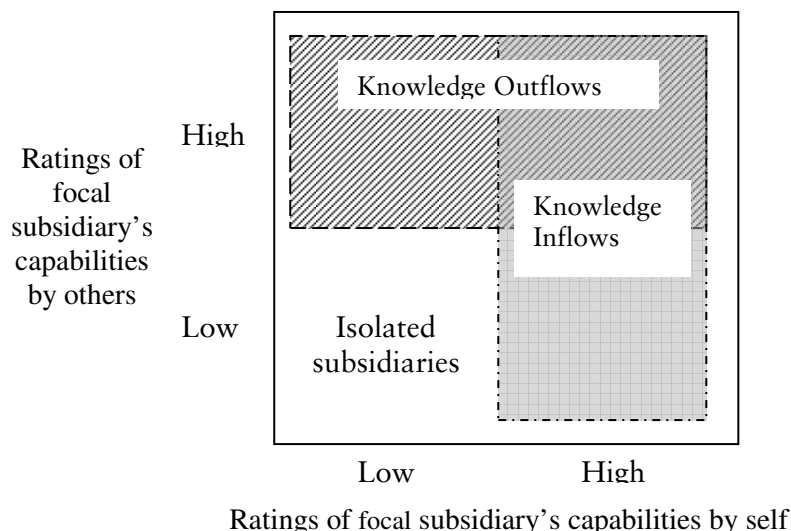 Knowledge Outflows
High
Ratings of
focal
subsidiary's
capabilities
by others
Knowledge
Inflows
Low
Isolated
subsidiaries
Low
High
Ratings of focal subsidiary's capabilities by self